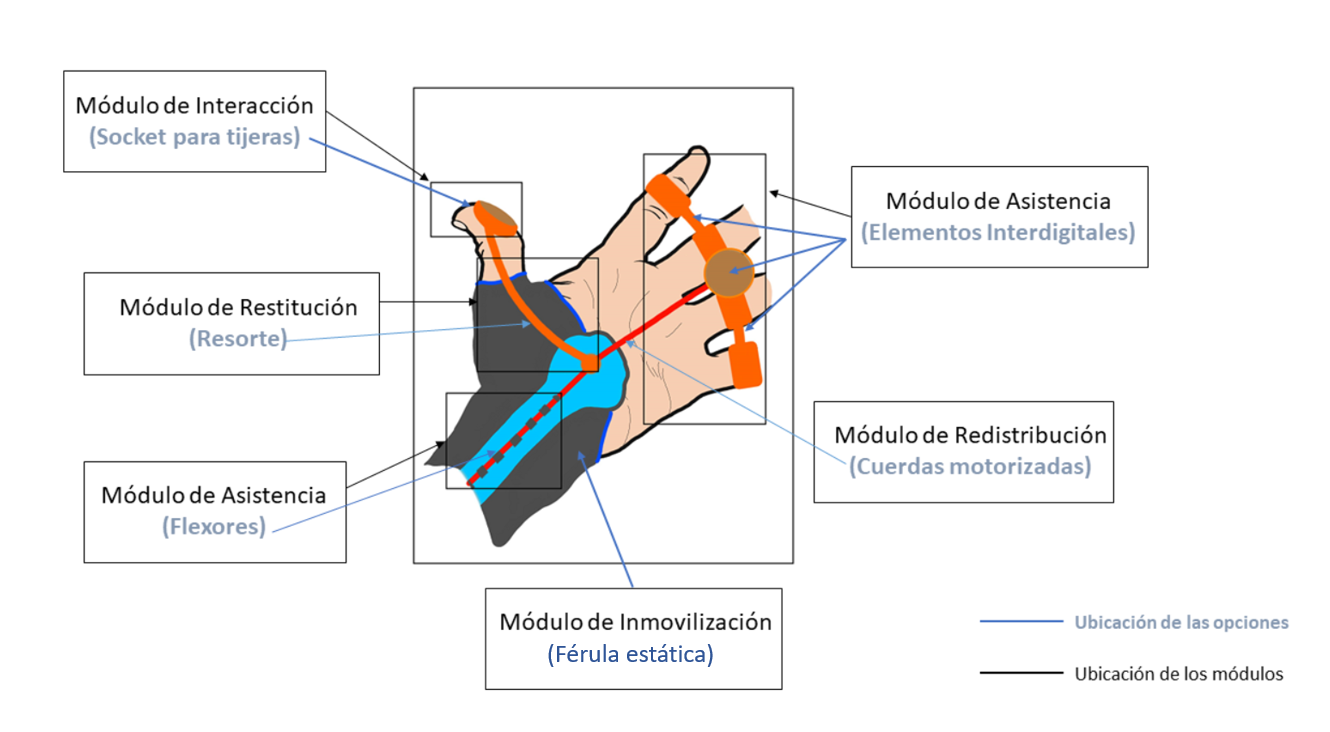 Módulo de Interacción
(Socket para tijeras)
Módulo de Asistencia
(Elementos Interdigitales)
Módulo de Restitución
(Resorte)
Módulo de Redistribución
(Cuerdas motorizadas)
Módulo de Asistencia
(Flexores)
Módulo de Inmovilización
(Férula estática)
Ubicación de las opciones
Ubicación de los módulos